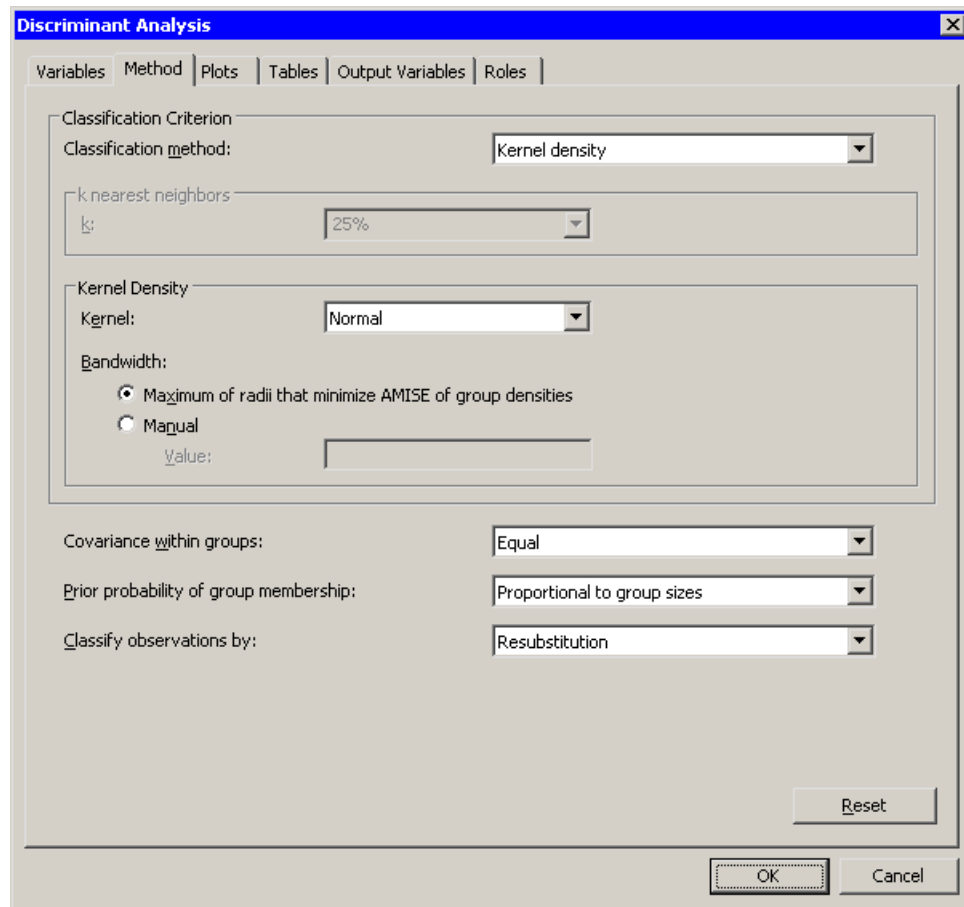 Discriminant Analysis
Variables Method Plots Tables Output Variables Roles
Classification Criterion
Classification method: Kernel density
k nearest neighbors
k: 25%
Kernel Density
Kernel: Normal
Bandwidth:
Maximum of radii that minimize AMISE of group densities
Manual
Value:
Covariance within groups: Equal
Prior probability of group membership: Proportional to group sizes
Classify observations by: Resubstitution
Reset
OK Cancel